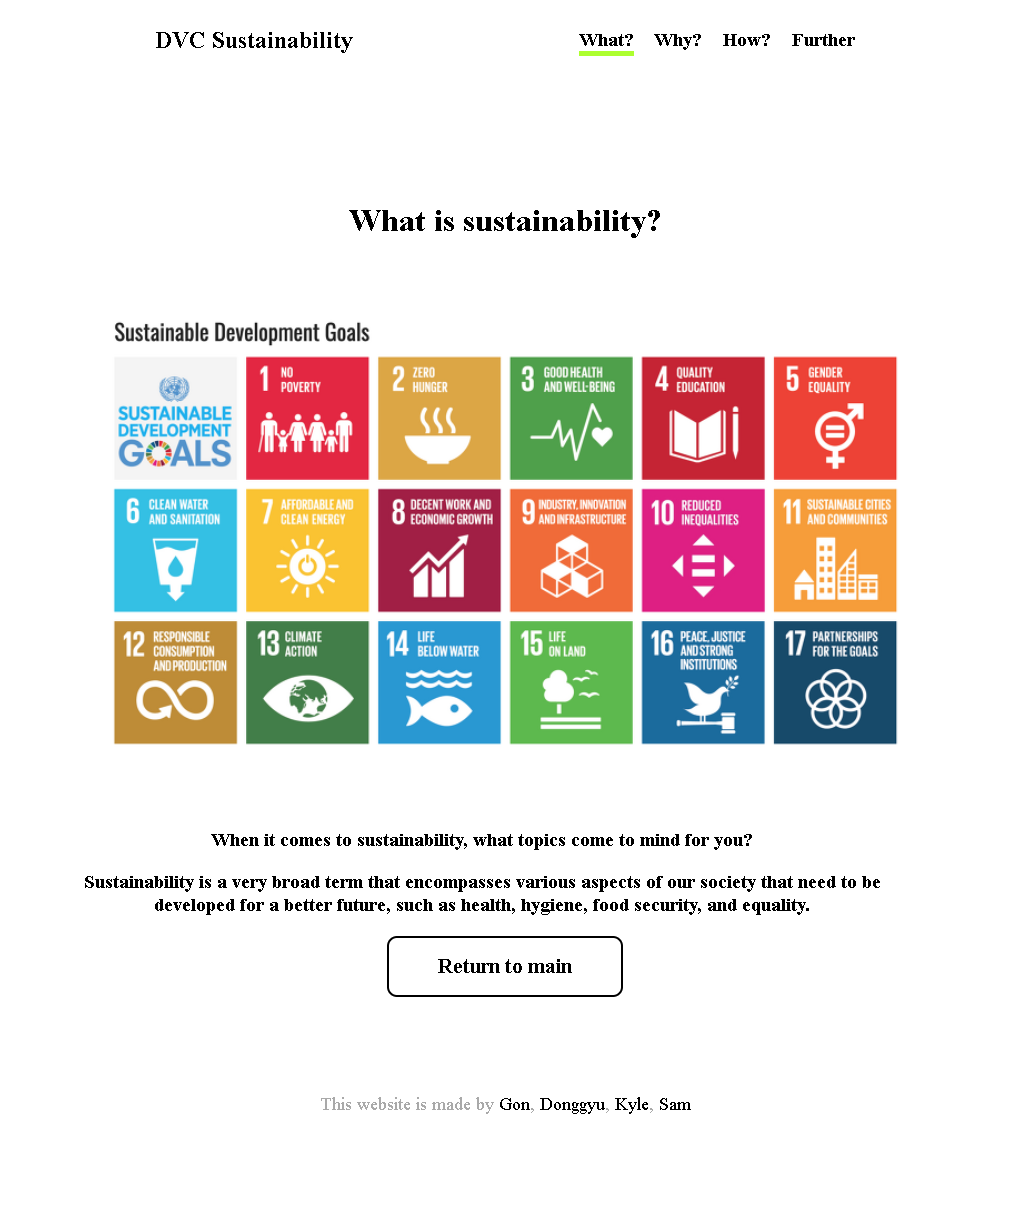 DVC Sustainability
What? Why? How? Further
What is sustainability?
Sustainable Development Goals
SUSTAINABLE
DEVELOPMENT
GOALS
1 NO
POVERTY
2 ZERO
HUNGER
3 GOOD HEALTH
AND WELL-BEING
4 QUALITY
EDUCATION
5 GENDER
EQUALITY
6 CLEAN WATER
AND SANITATION
7 AFFORDABLE AND
CLEAN ENERGY
8 DECENT WORK AND
ECONOMIC GROWTH
9 INDUSTRY, INNOVATION
AND INFRASTRUCTURE
10 REDUCED
INEQUALITIES
11 SUSTAINABLE CITIES
AND COMMUNITIES
12 RESPONSIBLE
CONSUMPTION
AND PRODUCTION
13 CLIMATE
ACTION
14 LIFE
BELOW WATER
15 LIFE
ON LAND
16 PEACE, JUSTICE
AND STRONG
INSTITUTIONS
17 PARTNERSHIPS
FOR THE GOALS
When it comes to sustainability, what topics come to mind for you?
Sustainability is a very broad term that encompasses various aspects of our society that need to be
developed for a better future, such as health, hygiene, food security, and equality.
Return to main
This website is made by Gon, Donggyu, Kyle, Sam